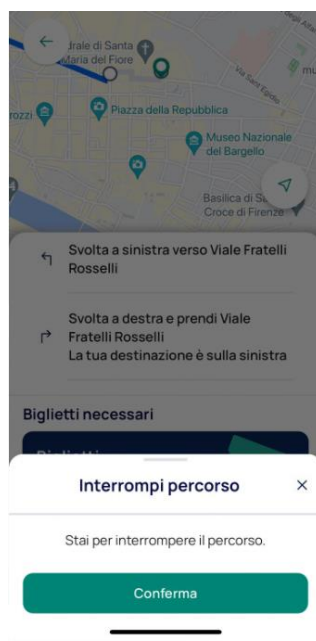 drale di Santa
Maria del Fiore
rozzi
Piazza della Repubblica
Museo Nazionale
del Bargello
Via Sant'Egidio
Basilica di S
Croce di Firenze
Svolta a sinistra verso Viale Fratelli
Rosselli
Svolta a destra e prendi Viale
Fratelli Rosselli
La tua destinazione è sulla sinistra
Biglietti necessari
Interrompi percorso
Stai per interrompere il percorso.
Conferma